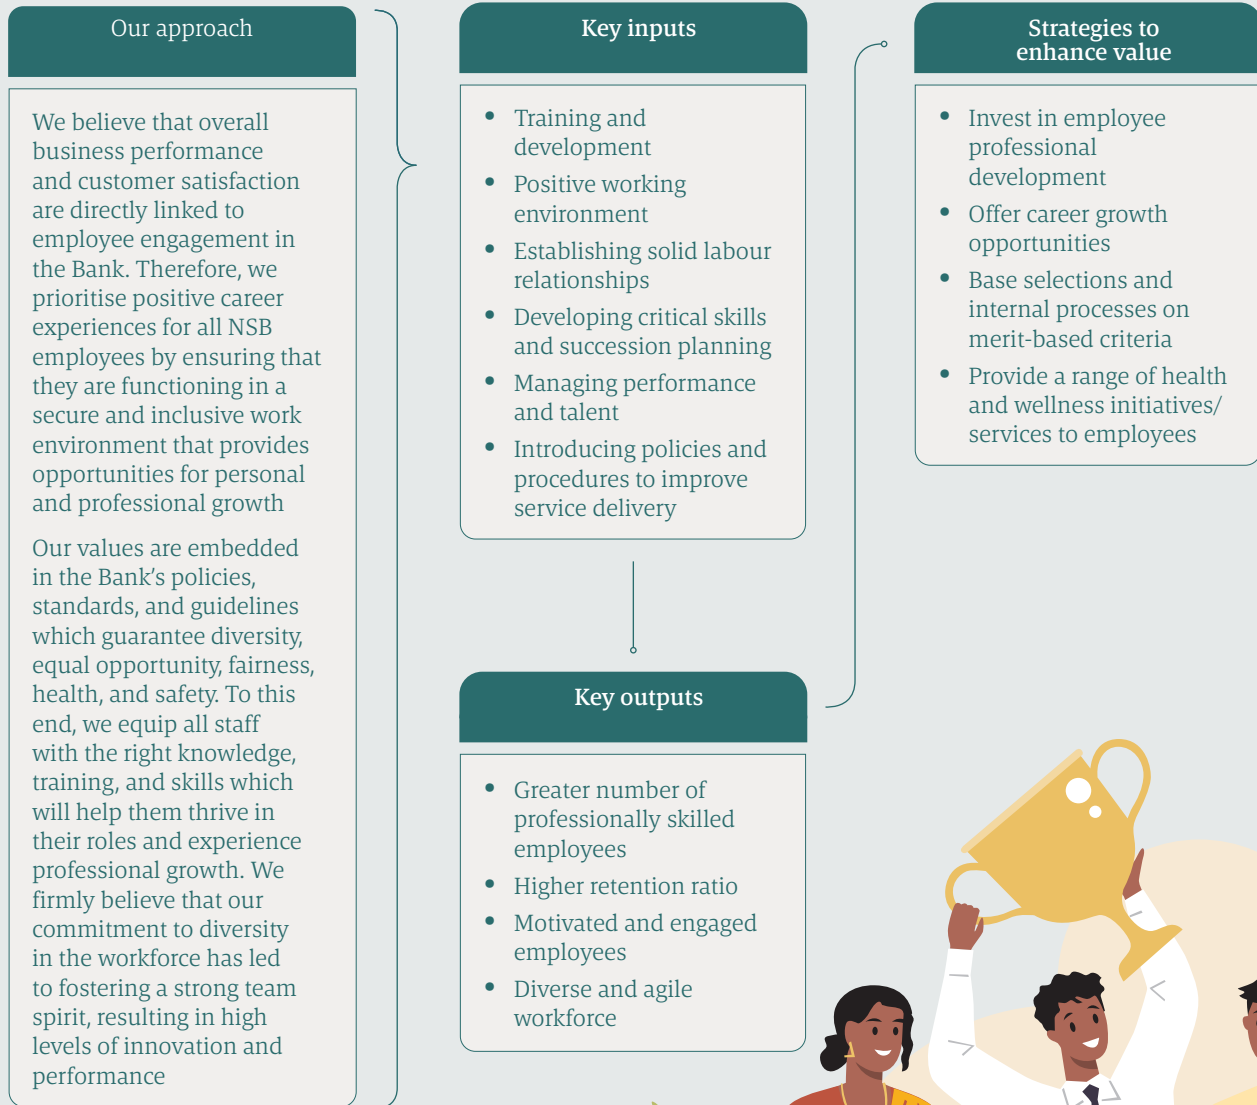 Our approach
We believe that overall
business performance
and customer satisfaction
are directly linked to
employee engagement in
the Bank. Therefore, we
prioritise positive career
experiences for all NSB
employees by ensuring that
they are functioning in a
secure and inclusive work
environment that provides
opportunities for personal
and professional growth
Our values are embedded
in the Bank’s policies,
standards, and guidelines
which guarantee diversity,
equal opportunity, fairness,
health, and safety. To this
end, we equip all staff
with the right knowledge,
training, and skills which
will help them thrive in
their roles and experience
professional growth. We
firmly believe that our
commitment to diversity
in the workforce has led
to fostering a strong team
spirit, resulting in high
levels of innovation and
performance
Key inputs
• Training and
development
• Positive working
environment
• Establishing solid labour
relationships
• Developing critical skills
and succession planning
• Managing performance
and talent
• Introducing policies and
procedures to improve
service delivery
Key outputs
• Greater number of
professionally skilled
employees
• Higher retention ratio
• Motivated and engaged
employees
• Diverse and agile
workforce
Strategies to
enhance value
• Invest in employee
professional
development
• Offer career growth
opportunities
• Base selections and
internal processes on
merit-based criteria
• Provide a range of health
and wellness initiatives/
services to employees